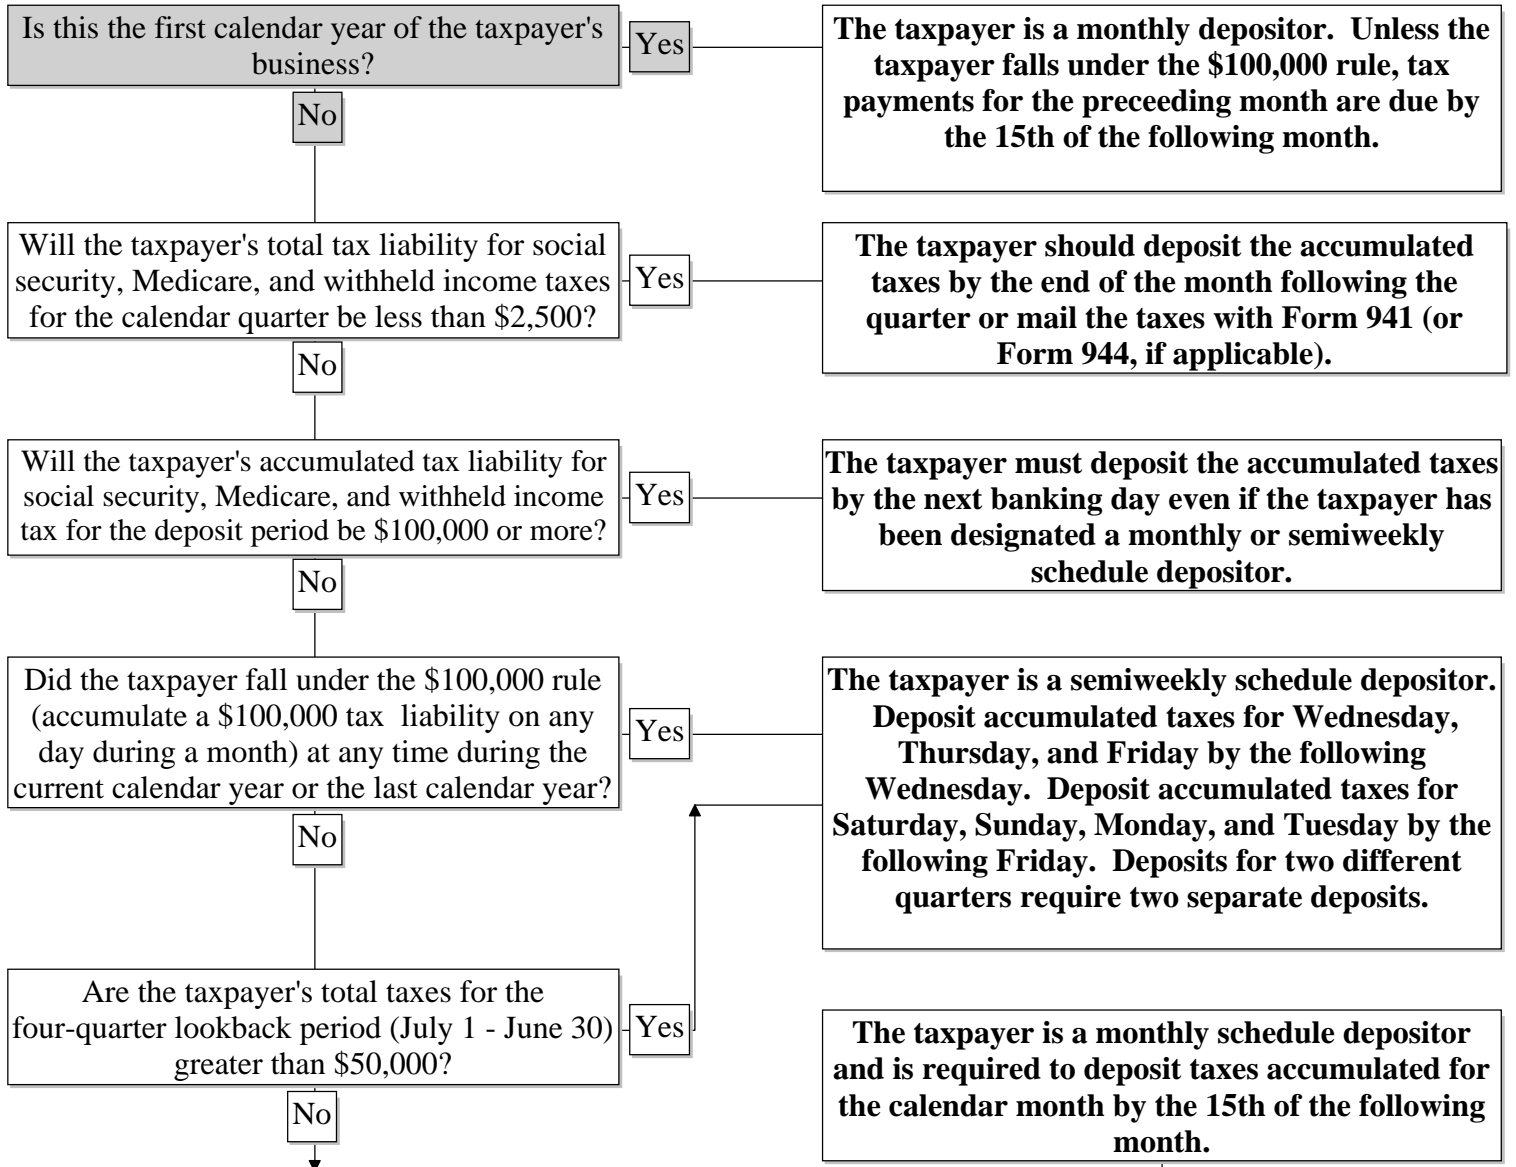 Is this the first calendar year of the taxpayer's
business?
Yes
The taxpayer is a monthly depositor.  Unless the
taxpayer falls under the $100,000 rule, tax
payments for the preceeding month are due by
the 15th of the following month.
No
Will the taxpayer's total tax liability for social
security, Medicare, and withheld income taxes
for the calendar quarter be less than $2,500?
Yes
The taxpayer should deposit the accumulated
taxes by the end of the month following the
quarter or mail the taxes with Form 941 (or
Form 944, if applicable).
No
Will the taxpayer's accumulated tax liability for
social security, Medicare, and withheld income
tax for the deposit period be $100,000 or more?
Yes
The taxpayer must deposit the accumulated taxes
by the next banking day even if the taxpayer has
been designated a monthly or semiweekly
schedule depositor.
No
Did the taxpayer fall under the $100,000 rule
(accumulate a $100,000 tax  liability on any
day during a month) at any time during the
current calendar year or the last calendar year?
Yes
The taxpayer is a semiweekly schedule depositor.
Deposit accumulated taxes for Wednesday,
Thursday, and Friday by the following
Wednesday.  Deposit accumulated taxes for
Saturday, Sunday, Monday, and Tuesday by the
following Friday.  Deposits for two different
quarters require two separate deposits.
No
Are the taxpayer's total taxes for the
four-quarter lookback period (July 1 - June 30)
greater than $50,000?
Yes
No
The taxpayer is a monthly schedule depositor
and is required to deposit taxes accumulated for
the calendar month by the 15th of the following
month.